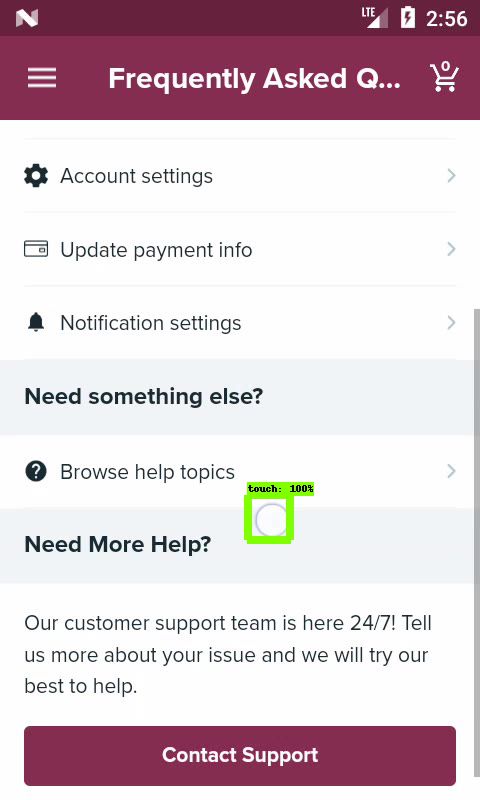 LTE 2:56
Frequently Asked Q... 0
Account settings
Update payment info
Notification settings
Need something else?
Browse help topics
touch: 100%
Need More Help?
Our customer support team is here 24/7! Tell
us more about your issue and we will try our
best to help.
Contact Support